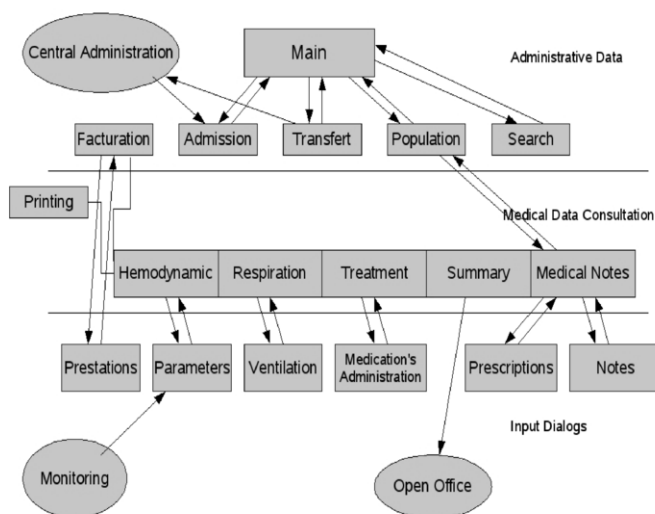 Central Administration
Main
Administrative Data
Facturation
Admission
Transfert
Population
Search
Printing
Medical Data Consultation
Hemodynamic
Respiration
Treatment
Summary
Medical Notes
Prestations
Parameters
Ventilation
Medication's
Administration
Prescriptions
Notes
Input Dialogs
Monitoring
Open Office